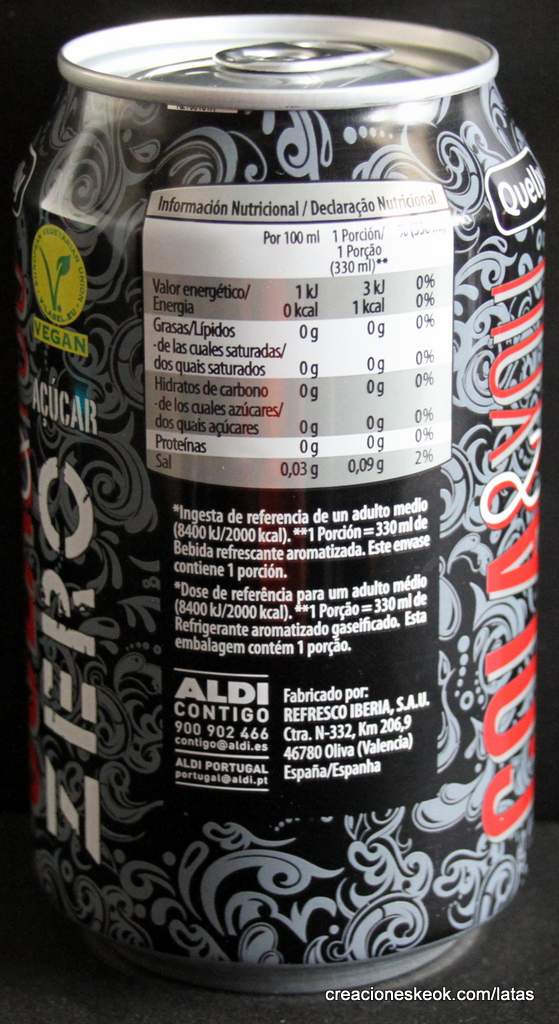 Información Nutricional / Declaração Nutricional
Por 100 ml 1 Porción/
1 Porção
(330 ml)**
Valor energético/ 1 kJ 3 kJ 0%
Energia 0 kcal 1 kcal 0%
Grasas/Lípidos 0 g 0 g 0%
-de las cuales saturadas/
dos quais saturados 0 g 0 g 0%
Hidratos de carbono 0 g 0 g 0%
-de los cuales azúcares/
dos quais açúcares 0 g 0 g 0%
Proteínas 0 g 0 g 0%
Sal 0,03 g 0,09 g 2%
*Ingesta de referencia de un adulto medio
(8400 kJ/2000 kcal). **1 Porción = 330 ml de
Bebida refrescante aromatizada. Este envase
contiene 1 porción.
*Dose de referência para um adulto médio
(8400 kJ/2000 kcal). **1 Porção = 330 ml de
Refrigerante aromatizado gaseificado. Esta
embalagem contém 1 porção.
ALDI
CONTIGO
900 902 466
contigo@aldi.es
ALDI PORTUGAL
portugal@aldi.pt
Fabricado por:
REFRESCO IBERIA, S.A.U.
Ctra. N-332, Km 206,9
46780 Oliva (Valencia)
España/Espanha
VEGAN
AÇÚCAR
ZERO
creacioneskeok.com/latas